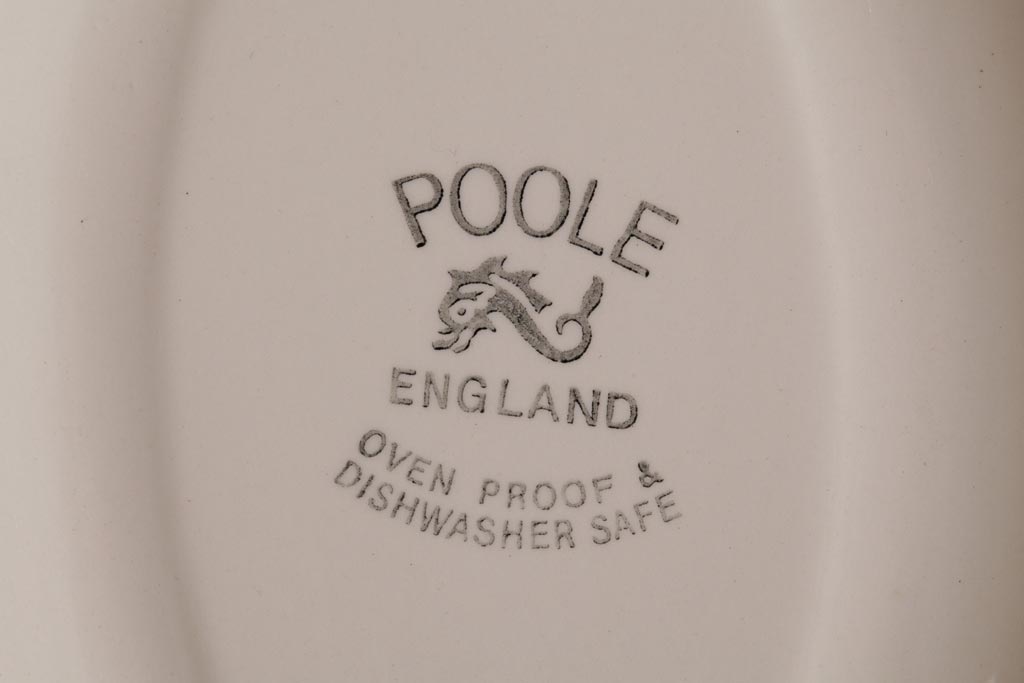 POOLE
ENGLAND
OVEN PROOF &
DISHWASHER SAFE